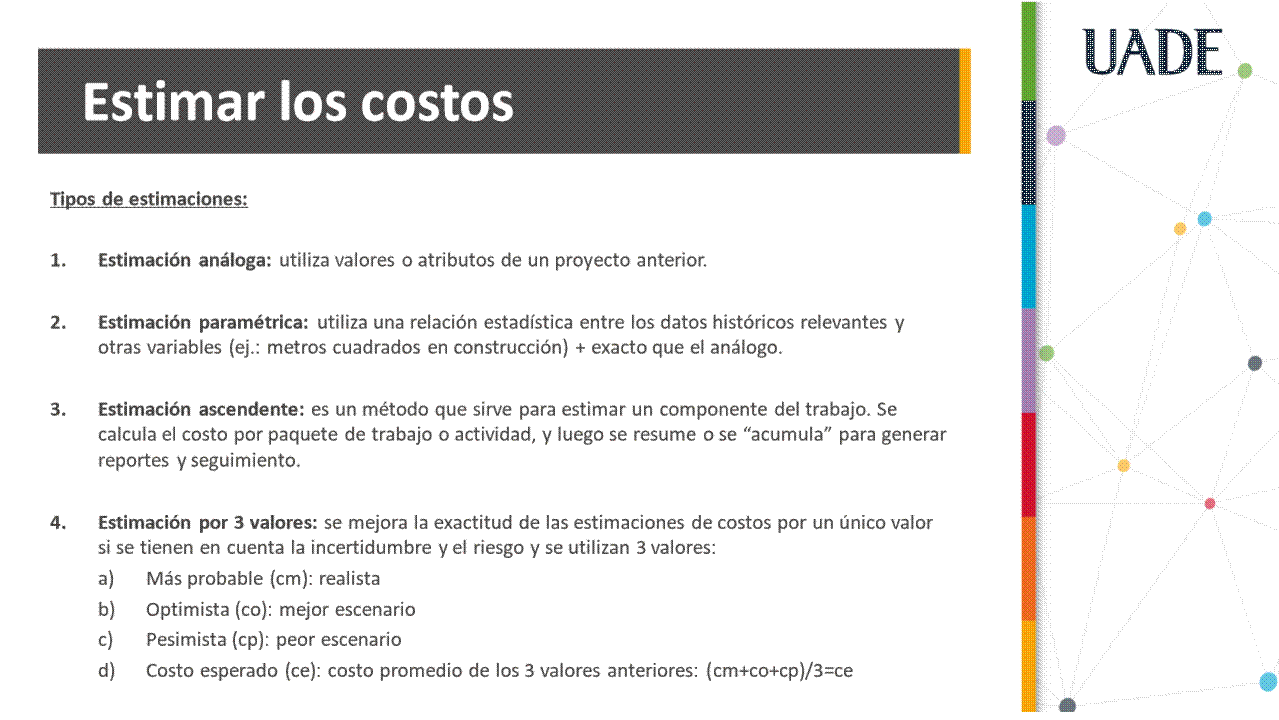 UADE
Estimar los costos
Tipos de estimaciones:
1. Estimación análoga: utiliza valores o atributos de un proyecto anterior.
2. Estimación paramétrica: utiliza una relación estadística entre los datos históricos relevantes y
otras variables (ej.: metros cuadrados en construcción) + exacto que el análogo.
3. Estimación ascendente: es un método que sirve para estimar un componente del trabajo. Se
calcula el costo por paquete de trabajo o actividad, y luego se resume o se “acumula” para generar
reportes y seguimiento.
4. Estimación por 3 valores: se mejora la exactitud de las estimaciones de costos por un único valor
si se tienen en cuenta la incertidumbre y el riesgo y se utilizan 3 valores:
a) Más probable (cm): realista
b) Optimista (co): mejor escenario
c) Pesimista (cp): peor escenario
d) Costo esperado (ce): costo promedio de los 3 valores anteriores: (cm+co+cp)/3=ce